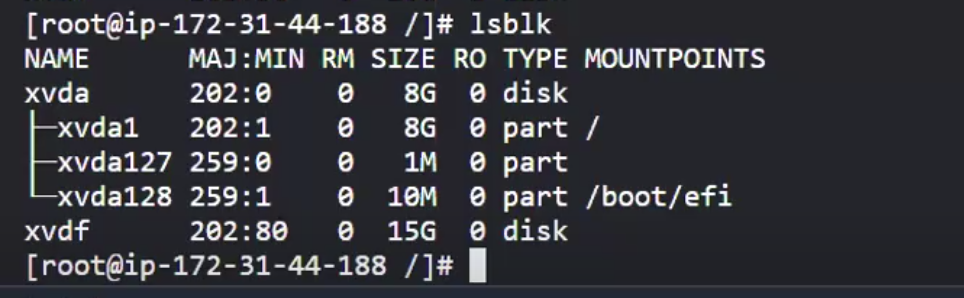 [root@ip-172-31-44-188 /]# lsblk
NAME      MAJ:MIN RM SIZE RO TYPE MOUNTPOINTS
xvda      202:0    0   8G  0 disk
├─xvda1   202:1    0   8G  0 part /
├─xvda127 259:0    0   1M  0 part
└─xvda128 259:1    0  10M  0 part /boot/efi
xvdf      202:80   0  15G  0 disk
[root@ip-172-31-44-188 /]#